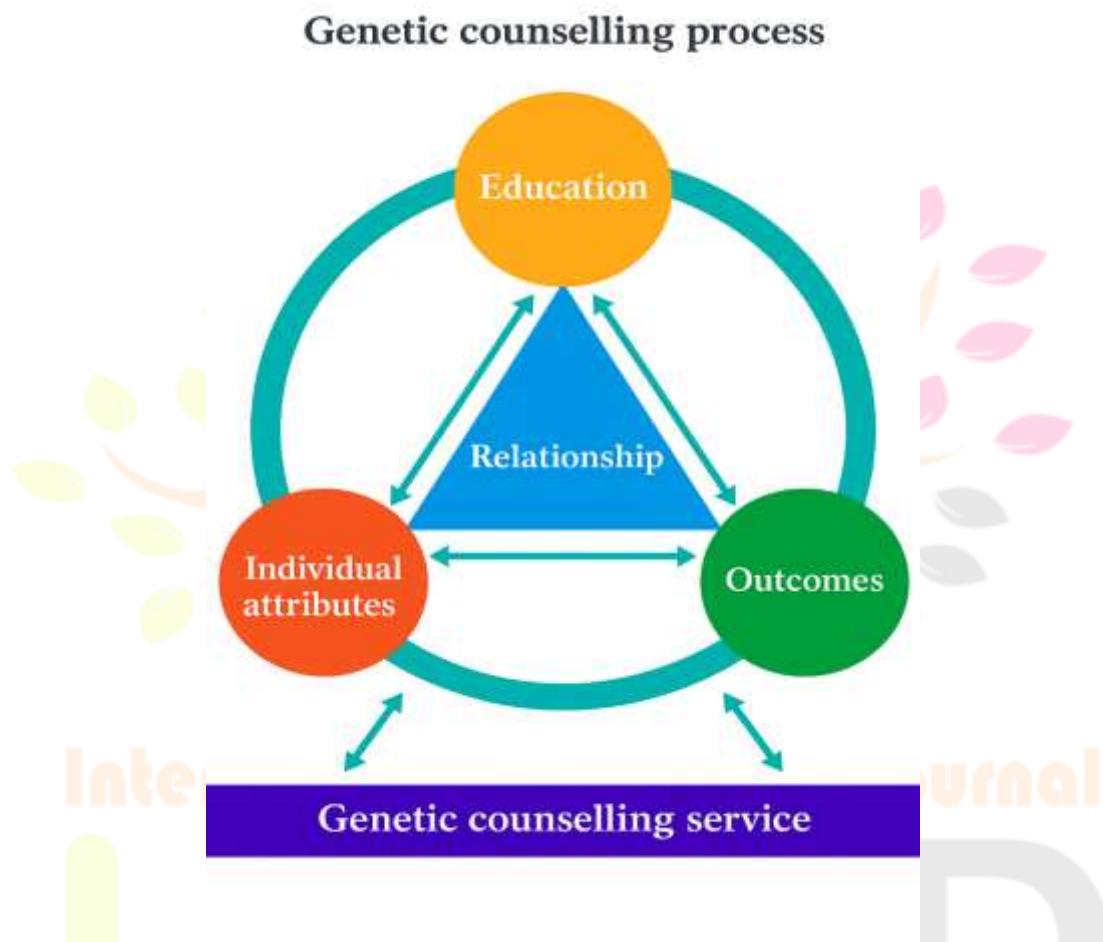 Genetic counselling process
Education
Relationship
Individual
attributes
Outcomes
Genetic counselling service